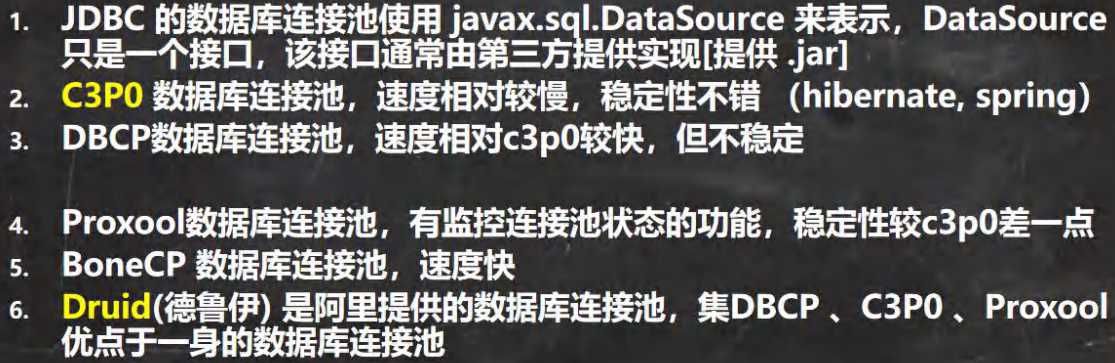 1. JDBC 的数据库连接池使用 javax.sql.DataSource 来表示，DataSource
只是一个接口，该接口通常由第三方提供实现[提供 .jar]
2. C3P0 数据库连接池，速度相对较慢，稳定性不错 （hibernate, spring）
3. DBCP数据库连接池，速度相对c3p0较快，但不稳定
4. Proxool数据库连接池，有监控连接池状态的功能，稳定性较c3p0差一点
5. BoneCP 数据库连接池，速度快
6. Druid(德鲁伊) 是阿里提供的数据库连接池，集DBCP 、C3P0 、Proxool
优点于一身的数据库连接池